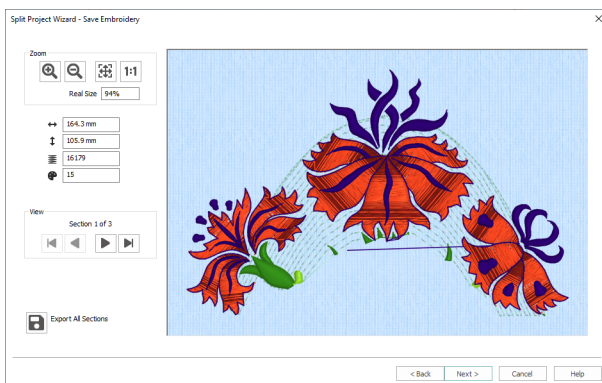 Split Project Wizard - Save Embroidery
Zoom
1:1
Real Size 94%
164.3 mm
105.9 mm
16179
15
View
Section 1 of 3
Export All Sections
< Back Next > Cancel Help